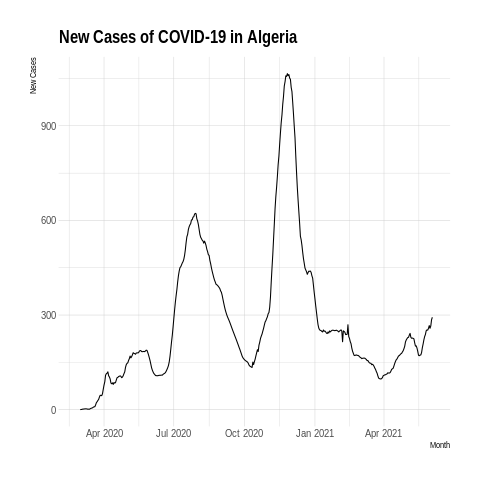 New Cases of COVID-19 in Algeria
New Cases
900
600
300
0
Apr 2020 Jul 2020 Oct 2020 Jan 2021 Apr 2021
Month